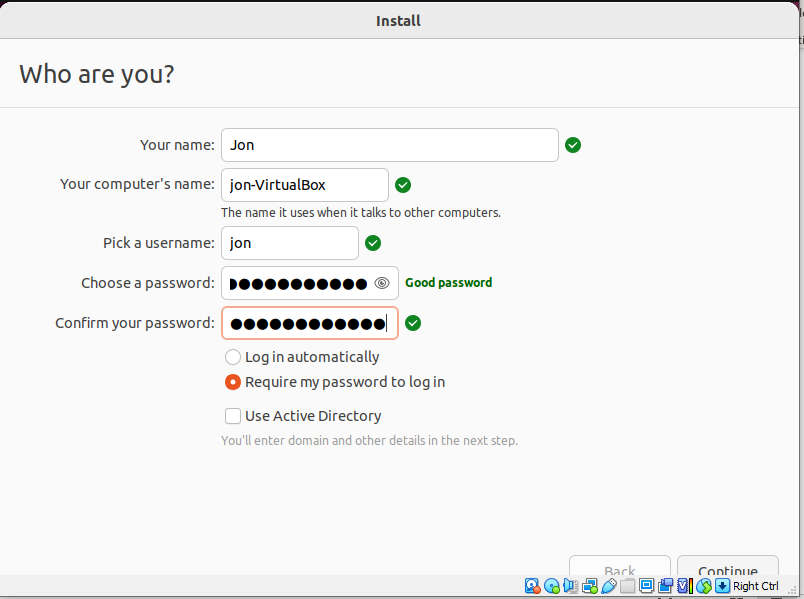 Install
Who are you?
Your name: Jon
Your computer's name: jon-VirtualBox
The name it uses when it talks to other computers.
Pick a username: jon
Choose a password: Good password
Confirm your password:
Log in automatically
Require my password to log in
Use Active Directory
You'll enter domain and other details in the next step.
Back Continue
Right Ctrl